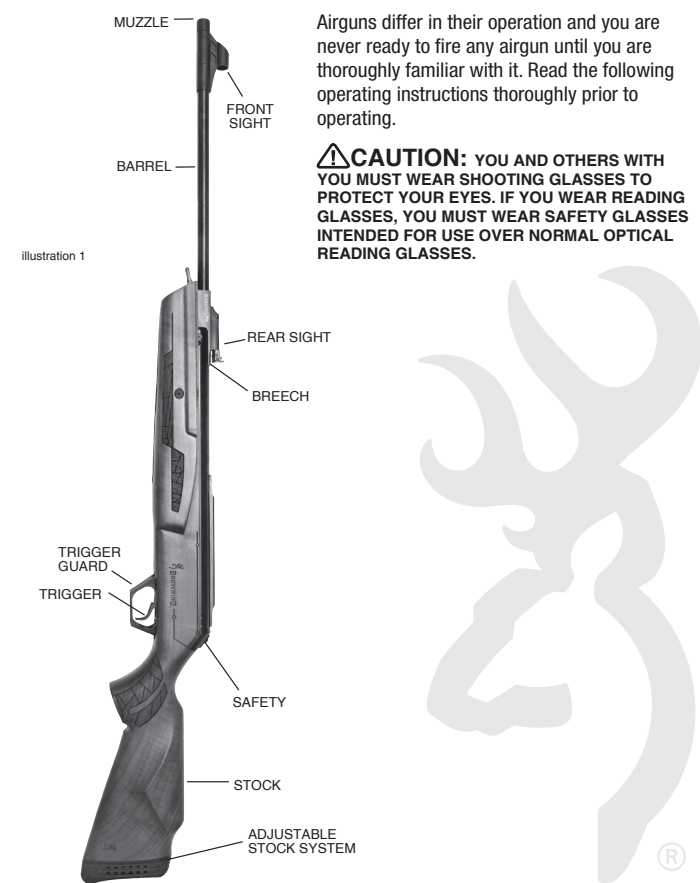 MUZZLE
Airguns differ in their operation and you are
never ready to fire any airgun until you are
thoroughly familiar with it. Read the following
operating instructions thoroughly prior to
operating.
FRONT
SIGHT
BARREL
⚠CAUTION: YOU AND OTHERS WITH
YOU MUST WEAR SHOOTING GLASSES TO
PROTECT YOUR EYES. IF YOU WEAR READING
GLASSES, YOU MUST WEAR SAFETY GLASSES
INTENDED FOR USE OVER NORMAL OPTICAL
READING GLASSES.
illustration 1
REAR SIGHT
BREECH
TRIGGER
GUARD
TRIGGER
BROWNING
SAFETY
STOCK
ADJUSTABLE
STOCK SYSTEM
®